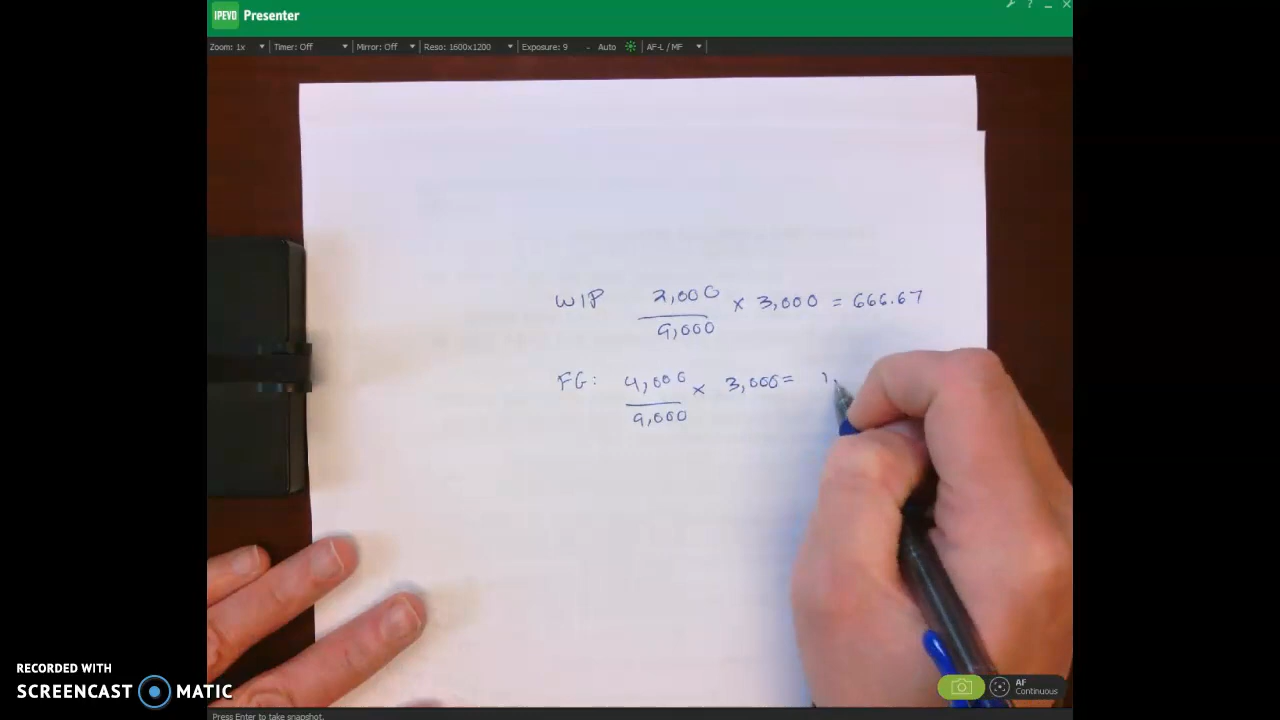 IPEVO Presenter
Zoom: 1x Timer: Off Mirror: Off Reso: 1600x1200 Exposure: 9 - Auto AF-L / MF
WIP 2,000 × 3,000 = 666.67
9,000
FG: 4,000 × 3,000 = 1,
9,000
RECORDED WITH
SCREENCAST MATIC
AF
Continuous
Press Enter to take snapshot.